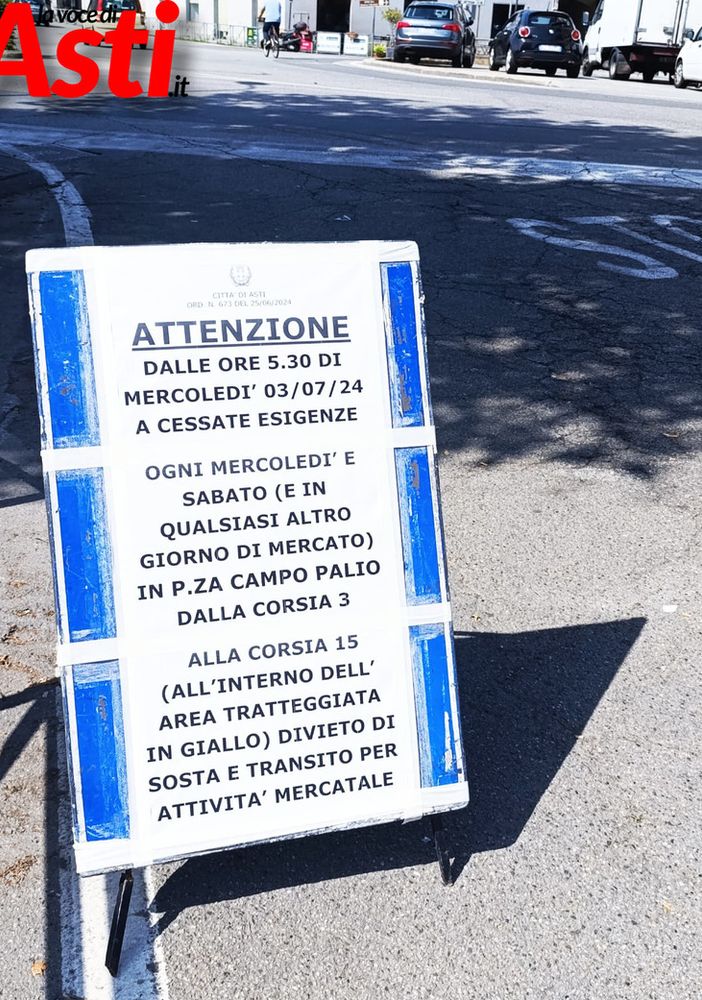 la voce di
Asti.it
CITTA' DI ASTI
ORD. N. 673 DEL 25/06/2024
ATTENZIONE
DALLE ORE 5.30 DI
MERCOLEDI' 03/07/24
A CESSATE ESIGENZE
OGNI MERCOLEDI' E
SABATO (E IN
QUALSIASI ALTRO
GIORNO DI MERCATO)
IN P.ZA CAMPO PALIO
DALLA CORSIA 3
ALLA CORSIA 15
(ALL'INTERNO DELL'
AREA TRATTEGGIATA
IN GIALLO) DIVIETO DI
SOSTA E TRANSITO PER
ATTIVITA' MERCATALE